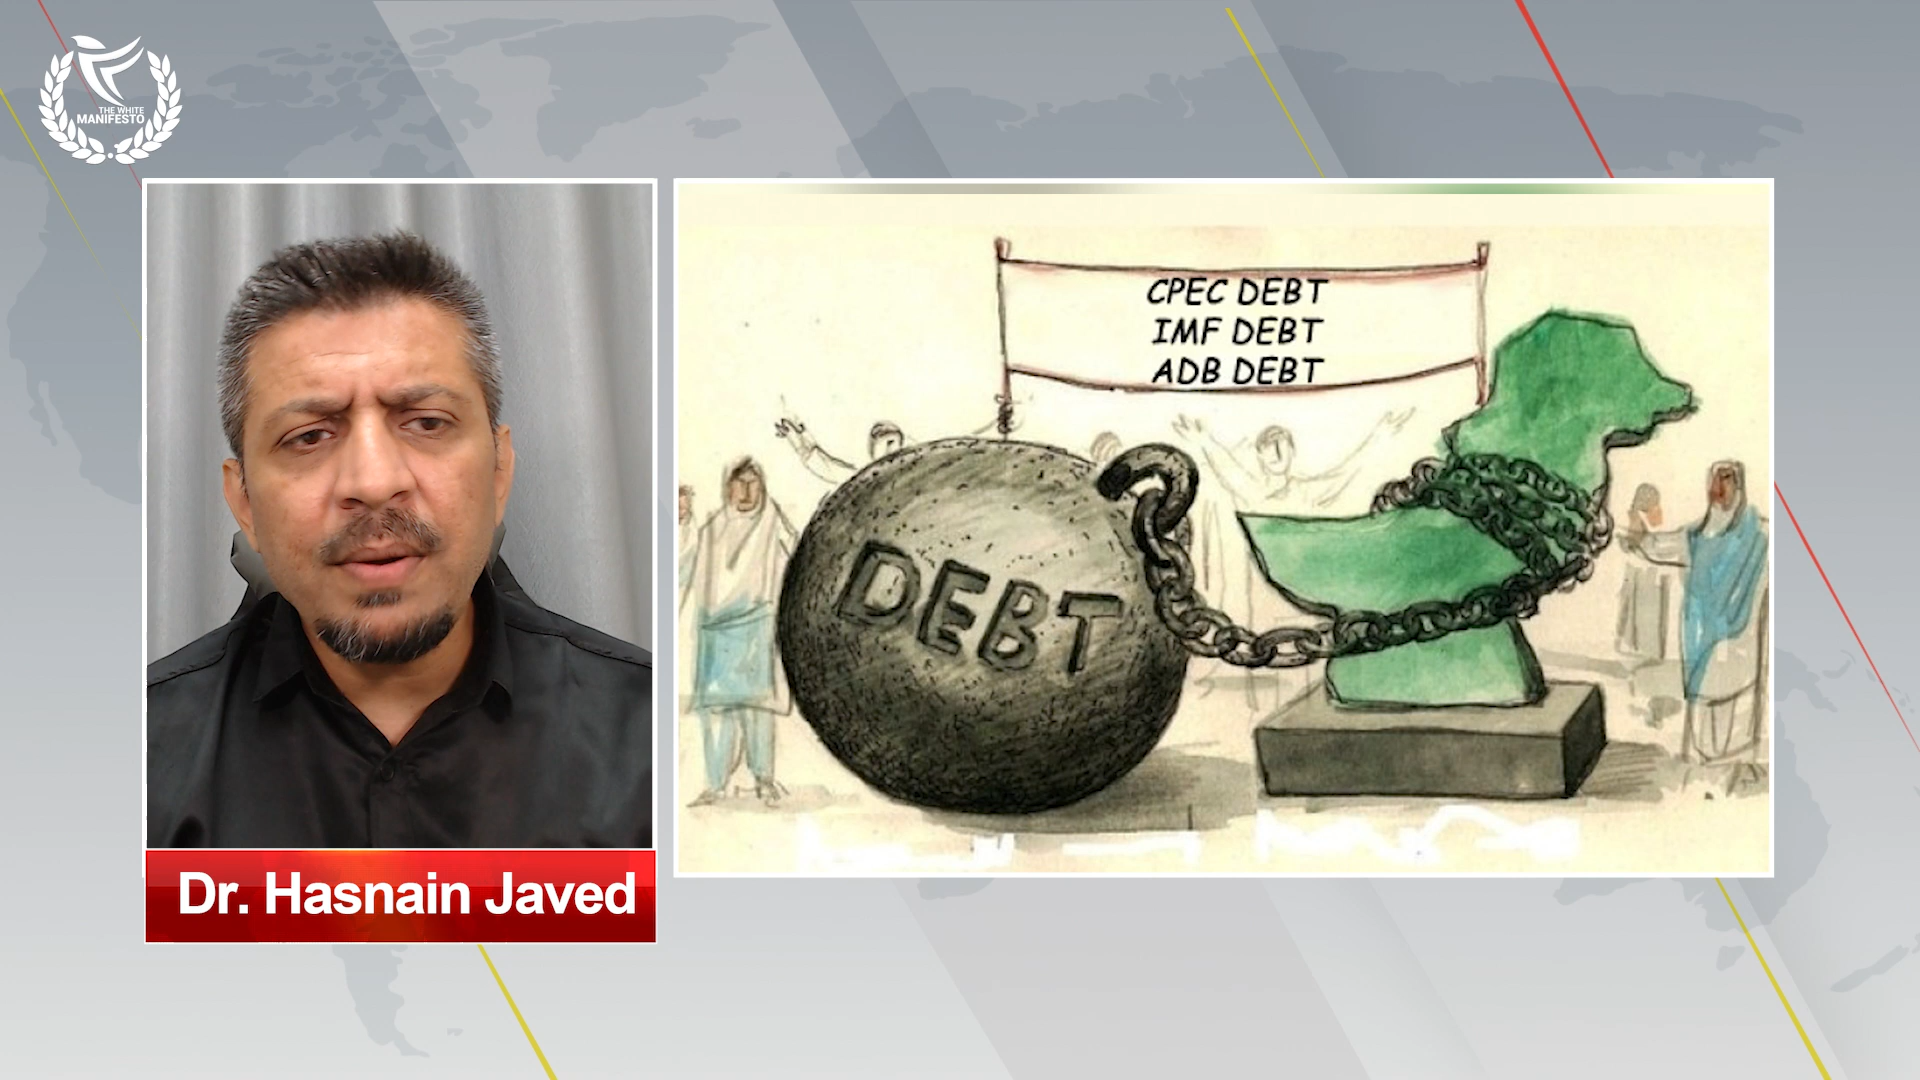 THE WHITE
MANIFESTO
CPEC DEBT
IMF DEBT
ADB DEBT
DEBT
Dr. Hasnain Javed